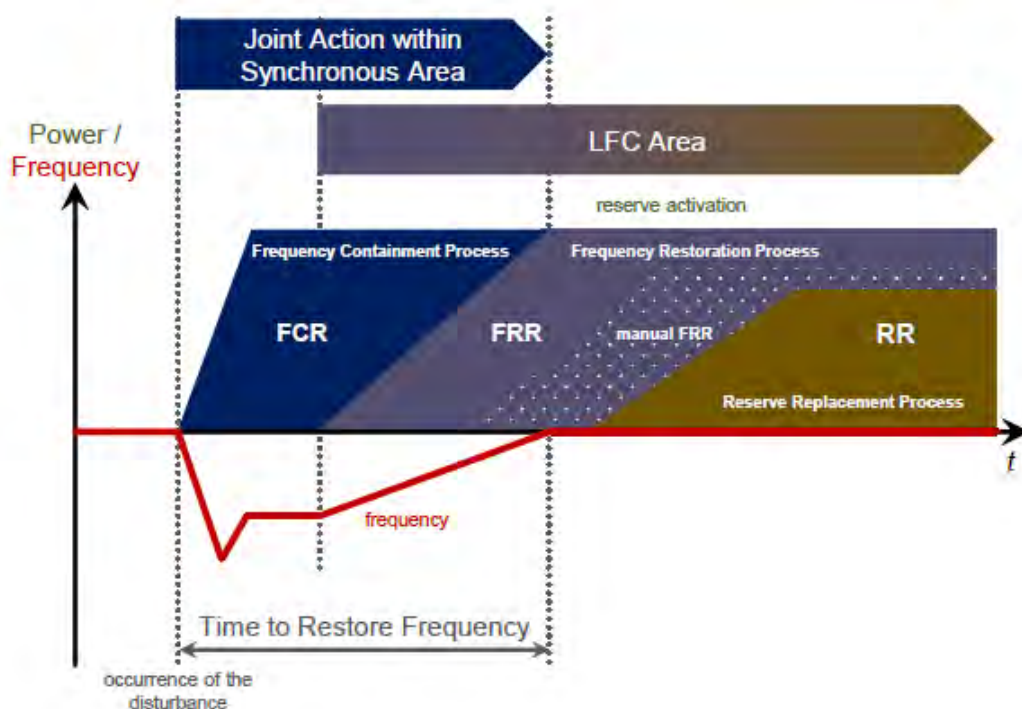 Joint Action within
Synchronous Area
LFC Area
Power /
Frequency
reserve activation
Frequency Containment Process
Frequency Restoration Process
FCR
FRR
manual FRR
RR
Reserve Replacement Process
t
frequency
Time to Restore Frequency
occurrence of the
disturbance